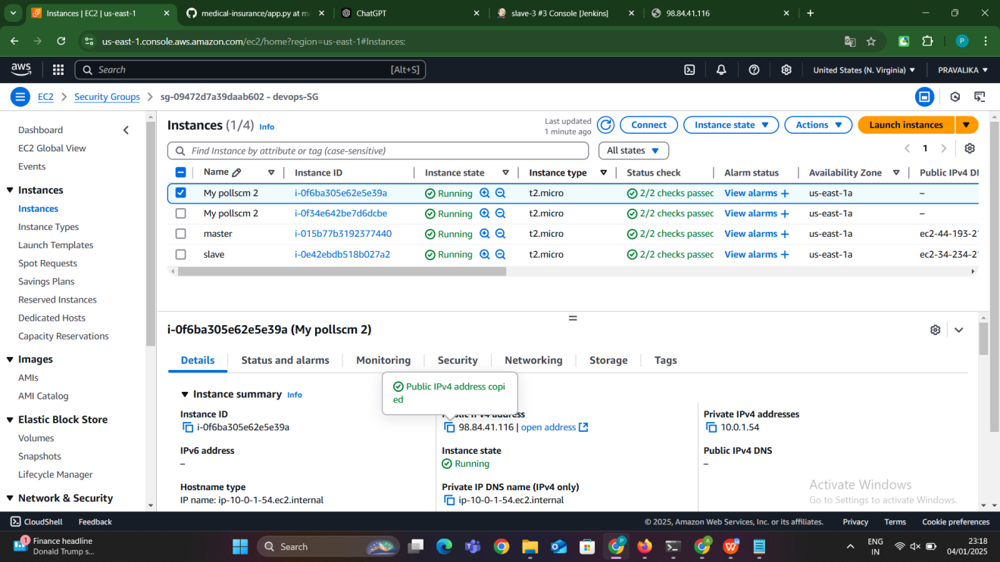 Instances | EC2 | us-east-1
medical-insurance/app.py at ma
ChatGPT
slave-3 #3 Console [Jenkins]
98.84.41.116
us-east-1.console.aws.amazon.com/ec2/home?region=us-east-1#Instances:
P
aws
Search
[Alt+S]
United States (N. Virginia)
PRAVALIKA
EC2
Security Groups
sg-09472d7a39daab602 - devops-SG
Dashboard
EC2 Global View
Events
Instances
Instances
Instance Types
Launch Templates
Spot Requests
Savings Plans
Reserved Instances
Dedicated Hosts
Capacity Reservations
Images
AMIs
AMI Catalog
Elastic Block Store
Volumes
Snapshots
Lifecycle Manager
Network & Security
Instances (1/4) Info
Last updated
1 minute ago
Connect
Instance state
Actions
Launch instances
Find Instance by attribute or tag (case-sensitive)
All states
1
Name Instance ID Instance state Instance type Status check Alarm status Availability Zone Public IPv4 DN
My pollscm 2 i-0f6ba305e62e5e39a Running t2.micro 2/2 checks passed View alarms us-east-1a –
My pollscm 2 i-0f34e642be7d6dcbe Running t2.micro 2/2 checks passed View alarms us-east-1a –
master i-015b77b3192377440 Running t2.micro 2/2 checks passed View alarms us-east-1a ec2-44-193-21
slave i-0e42ebdb518b027a2 Running t2.micro 2/2 checks passed View alarms us-east-1a ec2-34-234-21
i-0f6ba305e62e5e39a (My pollscm 2)
Details
Status and alarms
Monitoring
Security
Networking
Storage
Tags
Public IPv4 address copi
ed
Instance summary Info
Instance ID
i-0f6ba305e62e5e39a
Public IPv4 address
98.84.41.116 | open address
Private IPv4 addresses
10.0.1.54
IPv6 address
–
Instance state
Running
Public IPv4 DNS
–
Hostname type
IP name: ip-10-0-1-54.ec2.internal
Private IP DNS name (IPv4 only)
ip-10-0-1-54.ec2.internal
Activate Windows
Go to Settings to activate Windows.
CloudShell
Feedback
© 2025, Amazon Web Services, Inc. or its affiliates.
Privacy
Terms
Cookie preferences
1
Finance headline
Donald Trump s...
Search
P
A
ENG
IN
23:18
04/01/2025